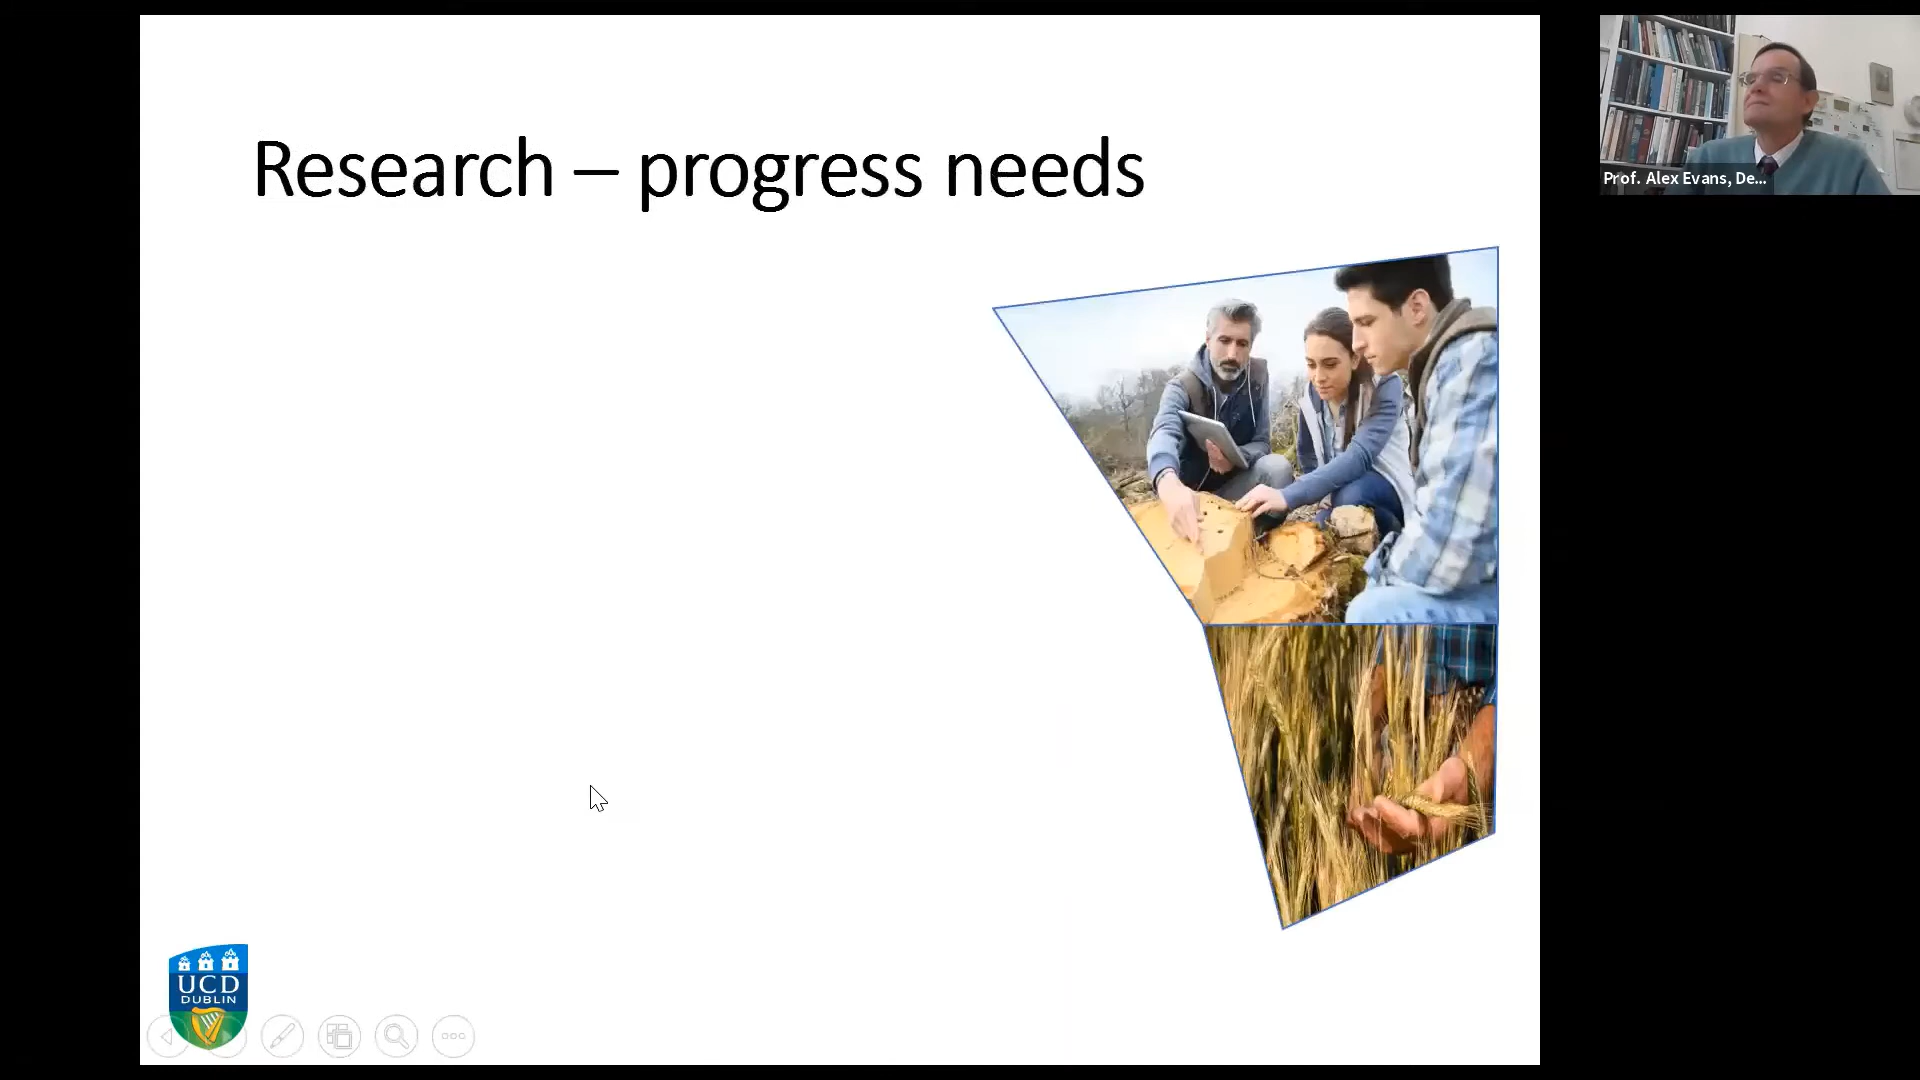 Research – progress needs
Prof. Alex Evans, De...
UCD
DUBLIN